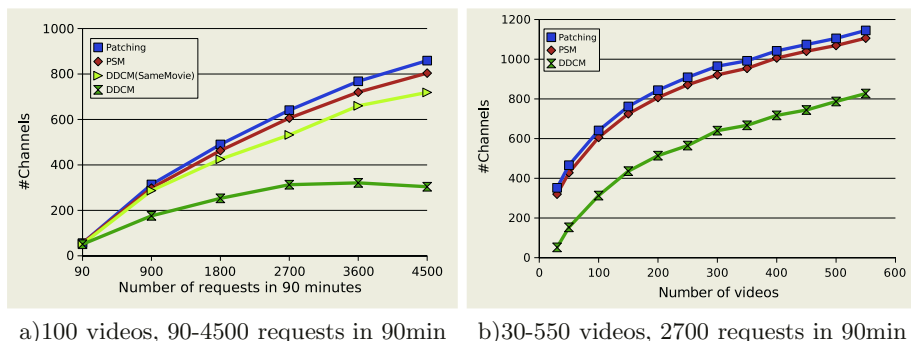 1000
800
600
400
200
0
#Channels
Patching
PSM
DDCM(SameMovie)
DDCM
90 900 1800 2700 3600 4500
Number of requests in 90 minutes
a)100 videos, 90-4500 requests in 90min
1200
1000
800
600
400
200
0
#Channels
Patching
PSM
DDCM
0 100 200 300 400 500 600
Number of videos
b)30-550 videos, 2700 requests in 90min